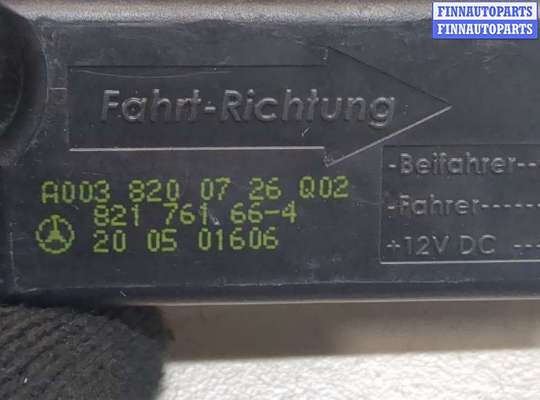 FINNAUTOPARTS
FINNAUTOPARTS
Fahrt-Richtung
A003 820 07 26 Q02
821 761 66-4
20 05 01606
-Beifahrer--
-Fahrer------
+12V DC ---